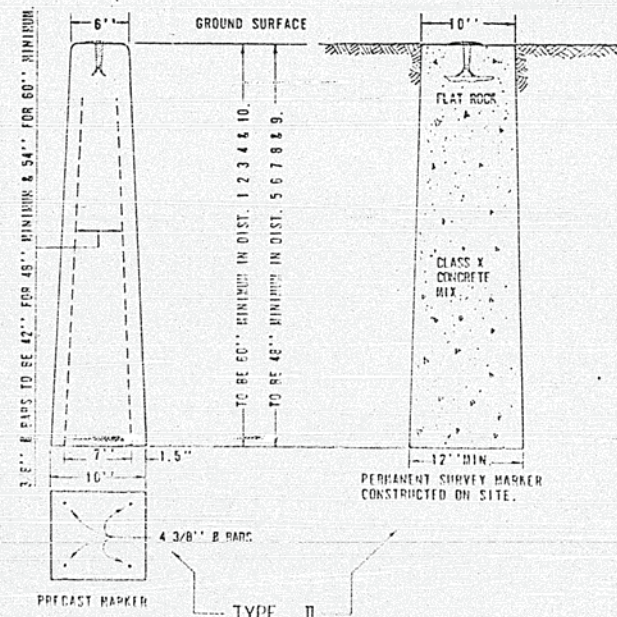 6''
GROUND SURFACE
10''
FLAT ROCK
3/8'' Ø BARS TO BE 42'' FOR 48'' MINIMUM & 54'' FOR 60'' MINIMUM.
TO BE 60'' MINIMUM IN DIST. 1 2 3 4 & 10.
TO BE 48'' MINIMUM IN DIST. 5 6 7 8 & 9.
CLASS X
CONCRETE
MIX
7''
1.5''
10''
12''MIN.
PERMANENT SURVEY MARKER
CONSTRUCTED ON SITE.
4 3/8'' Ø BARS
PRECAST MARKER
TYPE II